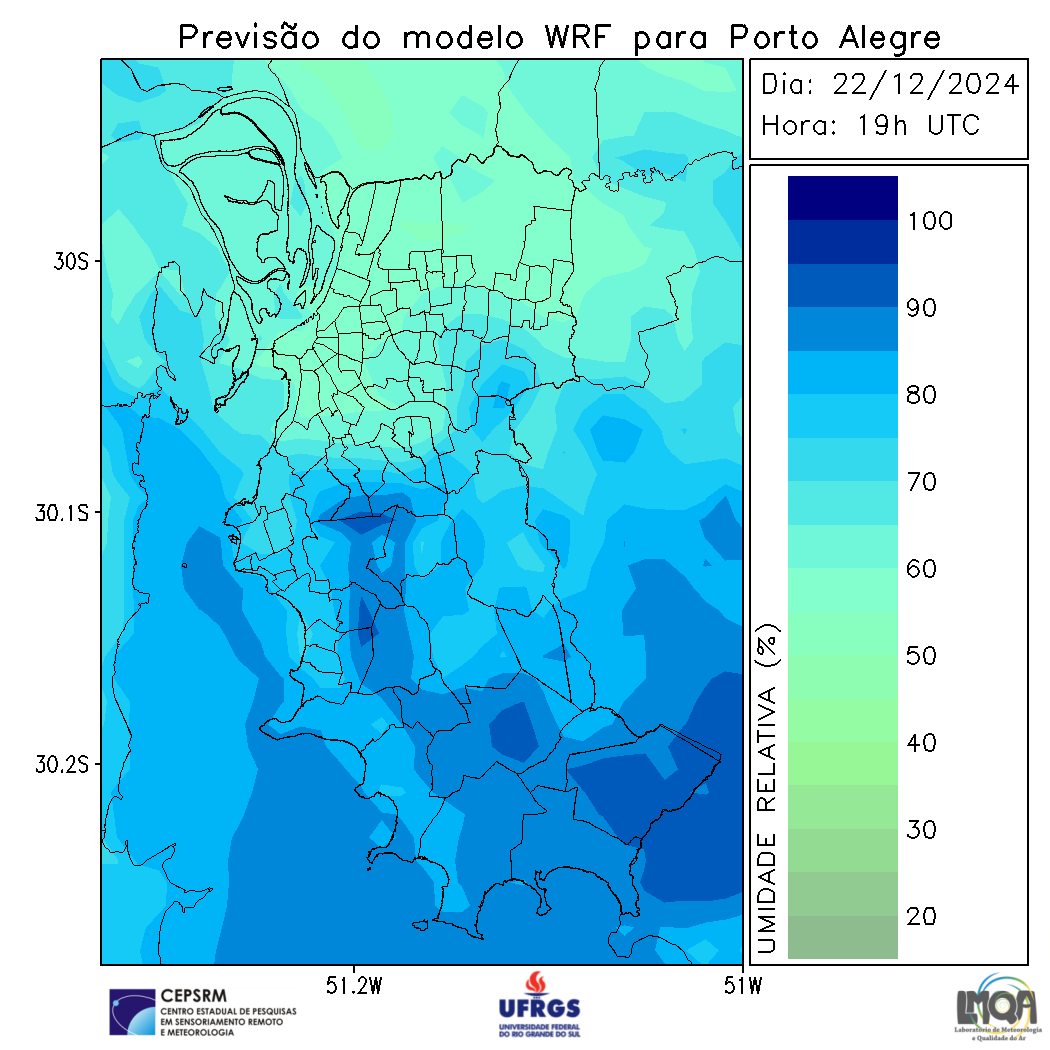 Previsão do modelo WRF para Porto Alegre
Dia: 22/12/2024
Hora: 19h UTC
100
90
80
70
60
50
40
30
20
UMIDADE RELATIVA (%)
30S
30.1S
30.2S
51.2W
51W
CEPSRM
CENTRO ESTADUAL DE PESQUISAS
EM SENSORIAMENTO REMOTO
E METEOROLOGIA
UFRGS
UNIVERSIDADE FEDERAL
DO RIO GRANDE DO SUL
LMQA
Laboratório de Meteorologia
e Qualidade do Ar